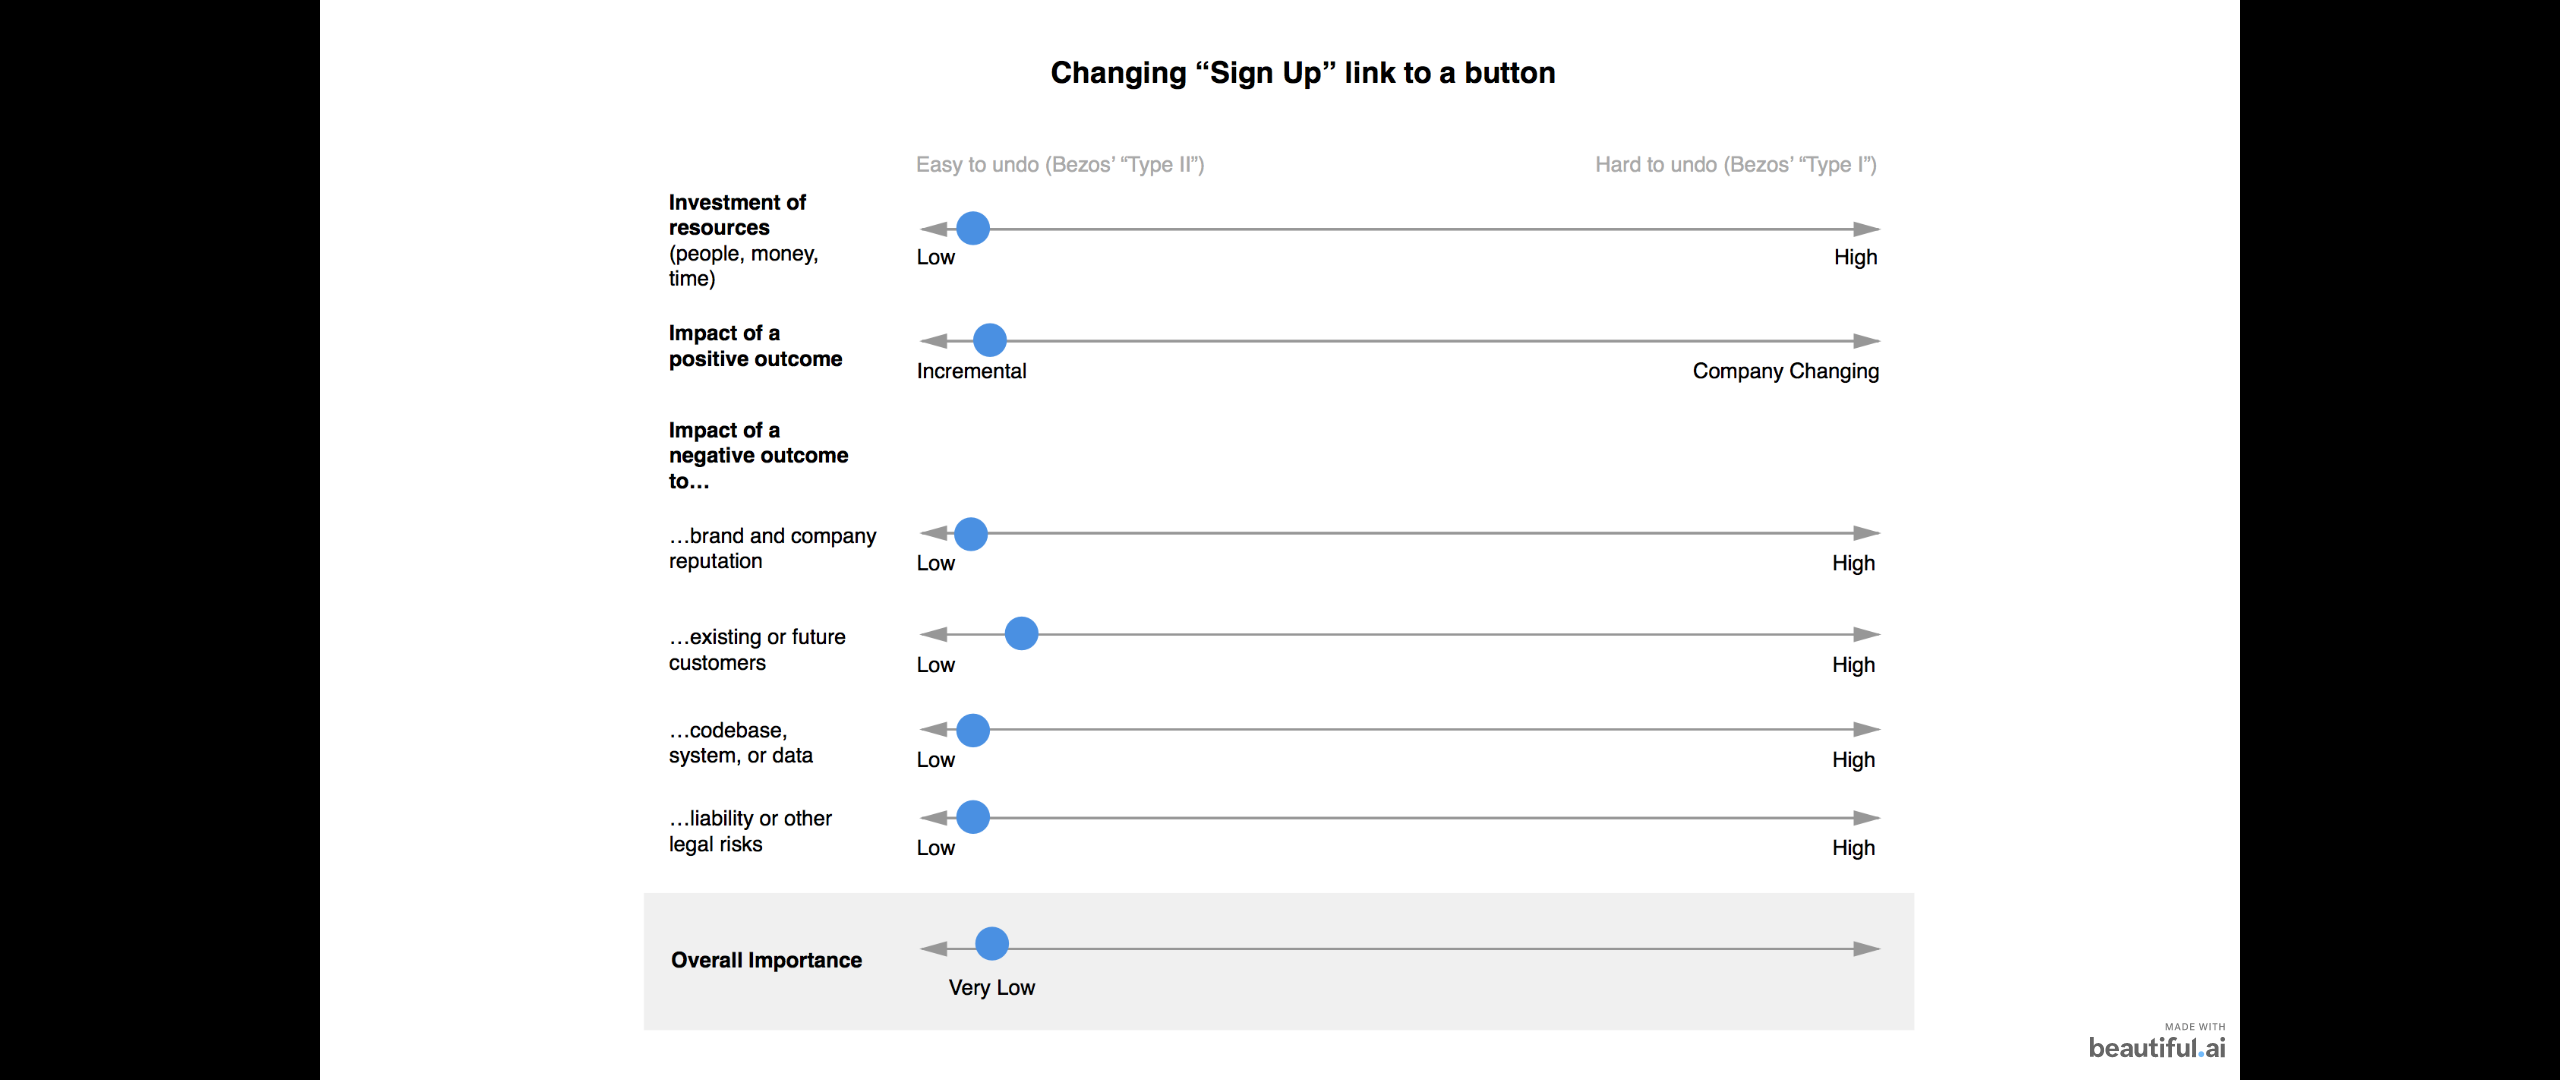 Changing “Sign Up” link to a button
Easy to undo (Bezos’ “Type II”)
Hard to undo (Bezos’ “Type I”)
Investment of
resources
(people, money,
time)
Low
High
Impact of a
positive outcome
Incremental
Company Changing
Impact of a
negative outcome
to…
…brand and company
reputation
Low
High
…existing or future
customers
Low
High
…codebase,
system, or data
Low
High
…liability or other
legal risks
Low
High
Overall Importance
Very Low
MADE WITH
beautiful.ai